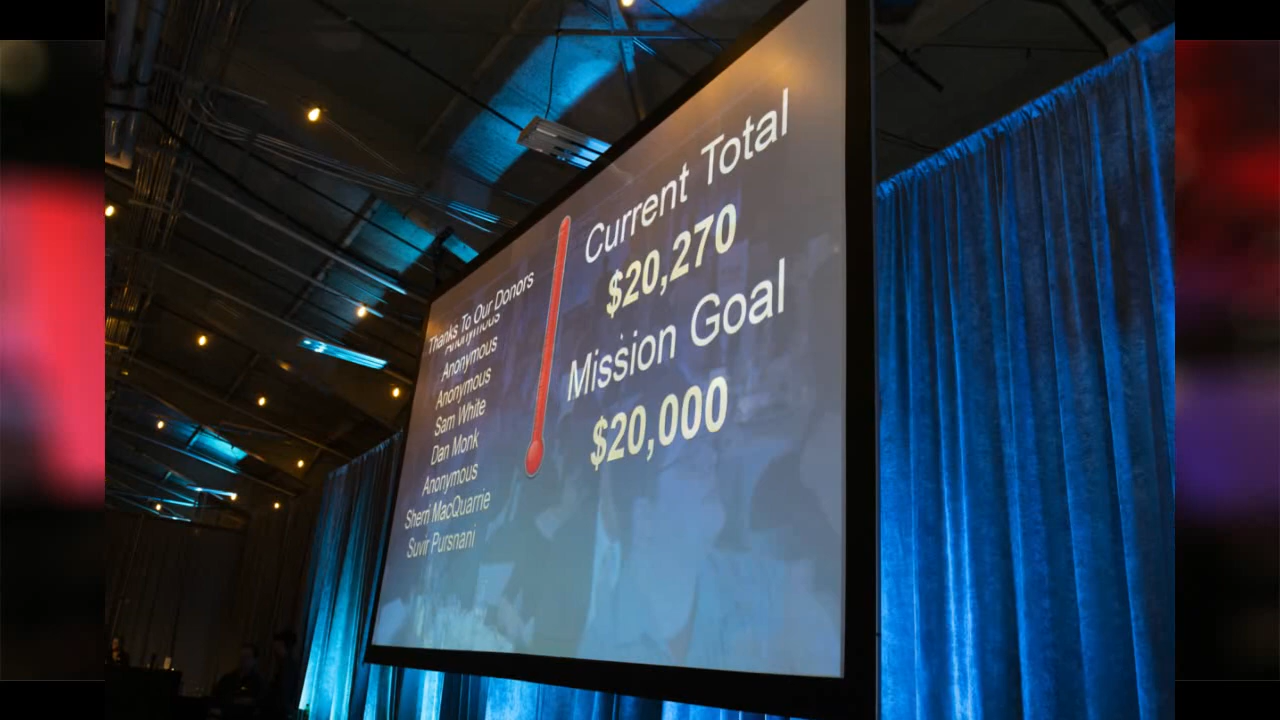 Thanks To Our Donors
Anonymous
Anonymous
Anonymous
Sam White
Dan Monk
Anonymous
Sherri MacQuarrie
Suvir Pursnani
Current Total
$20,270
Mission Goal
$20,000